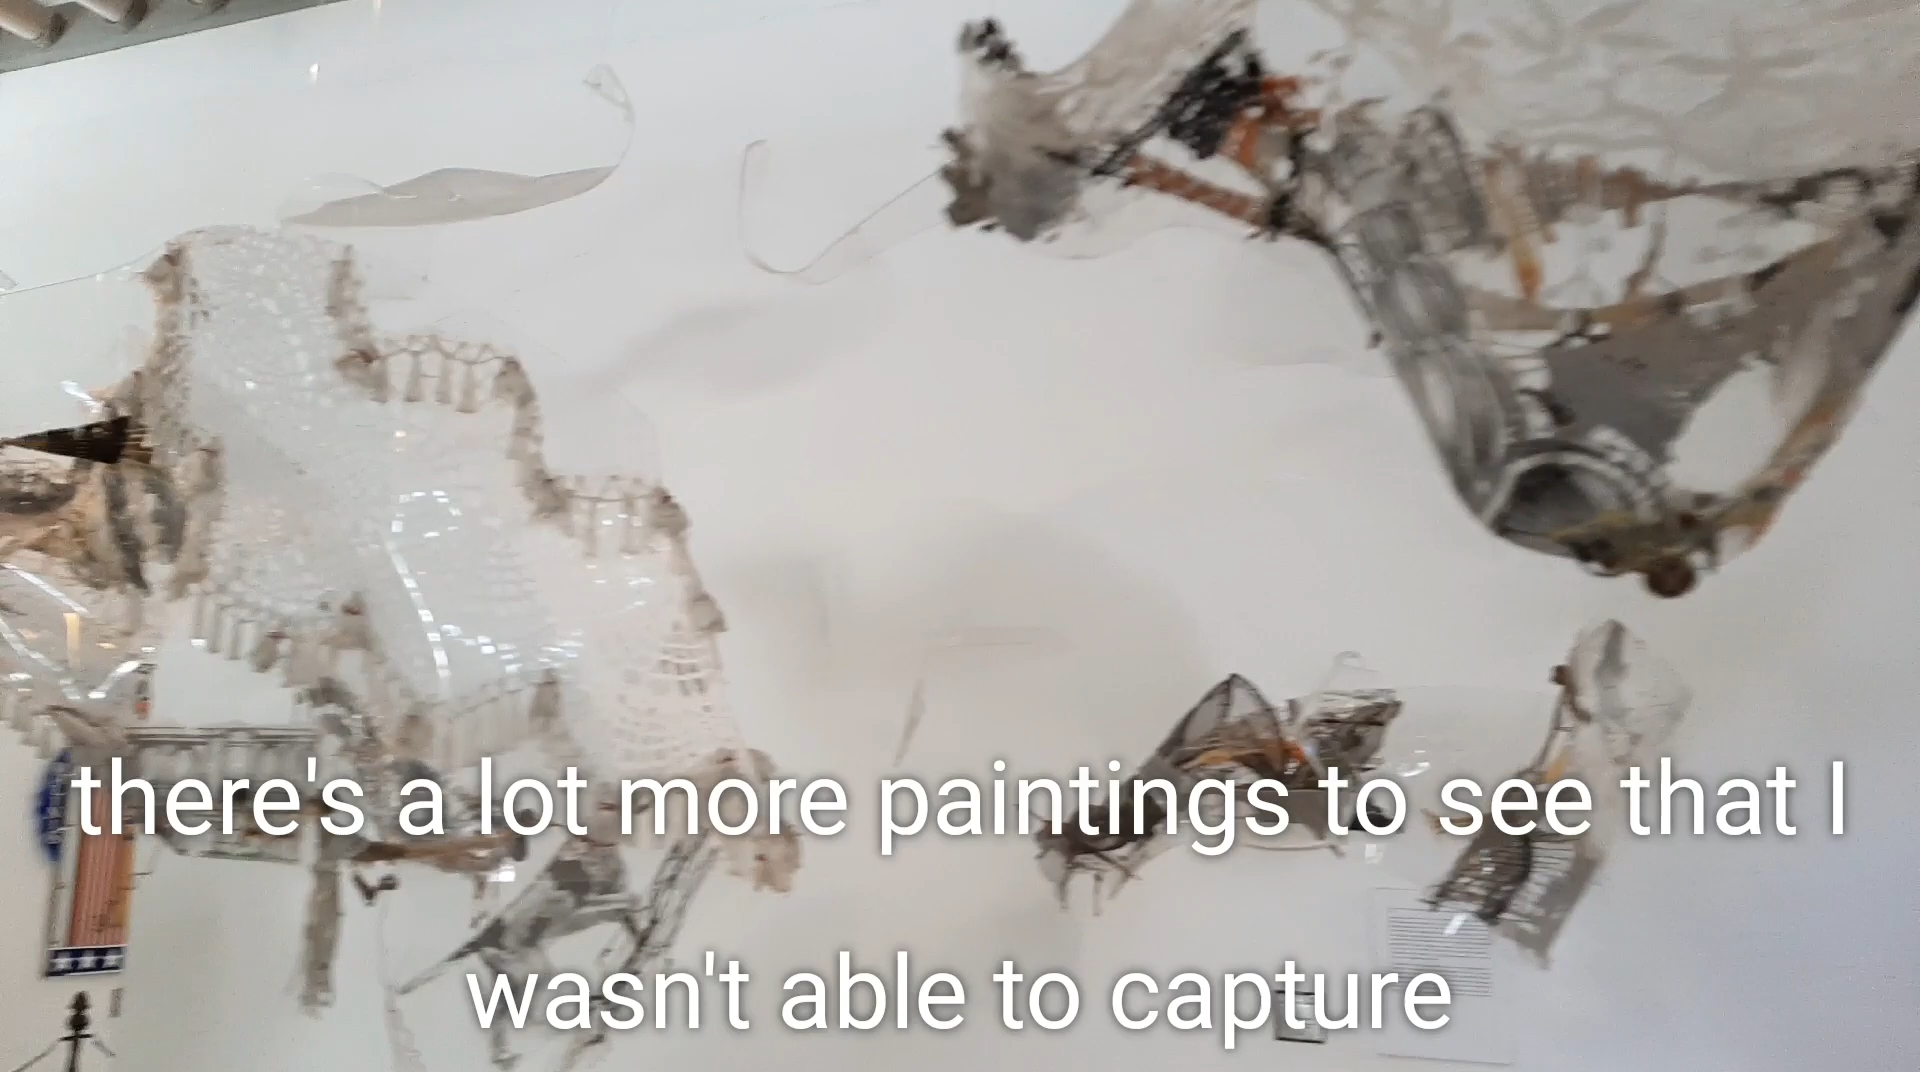 there's a lot more paintings to see that I
wasn't able to capture